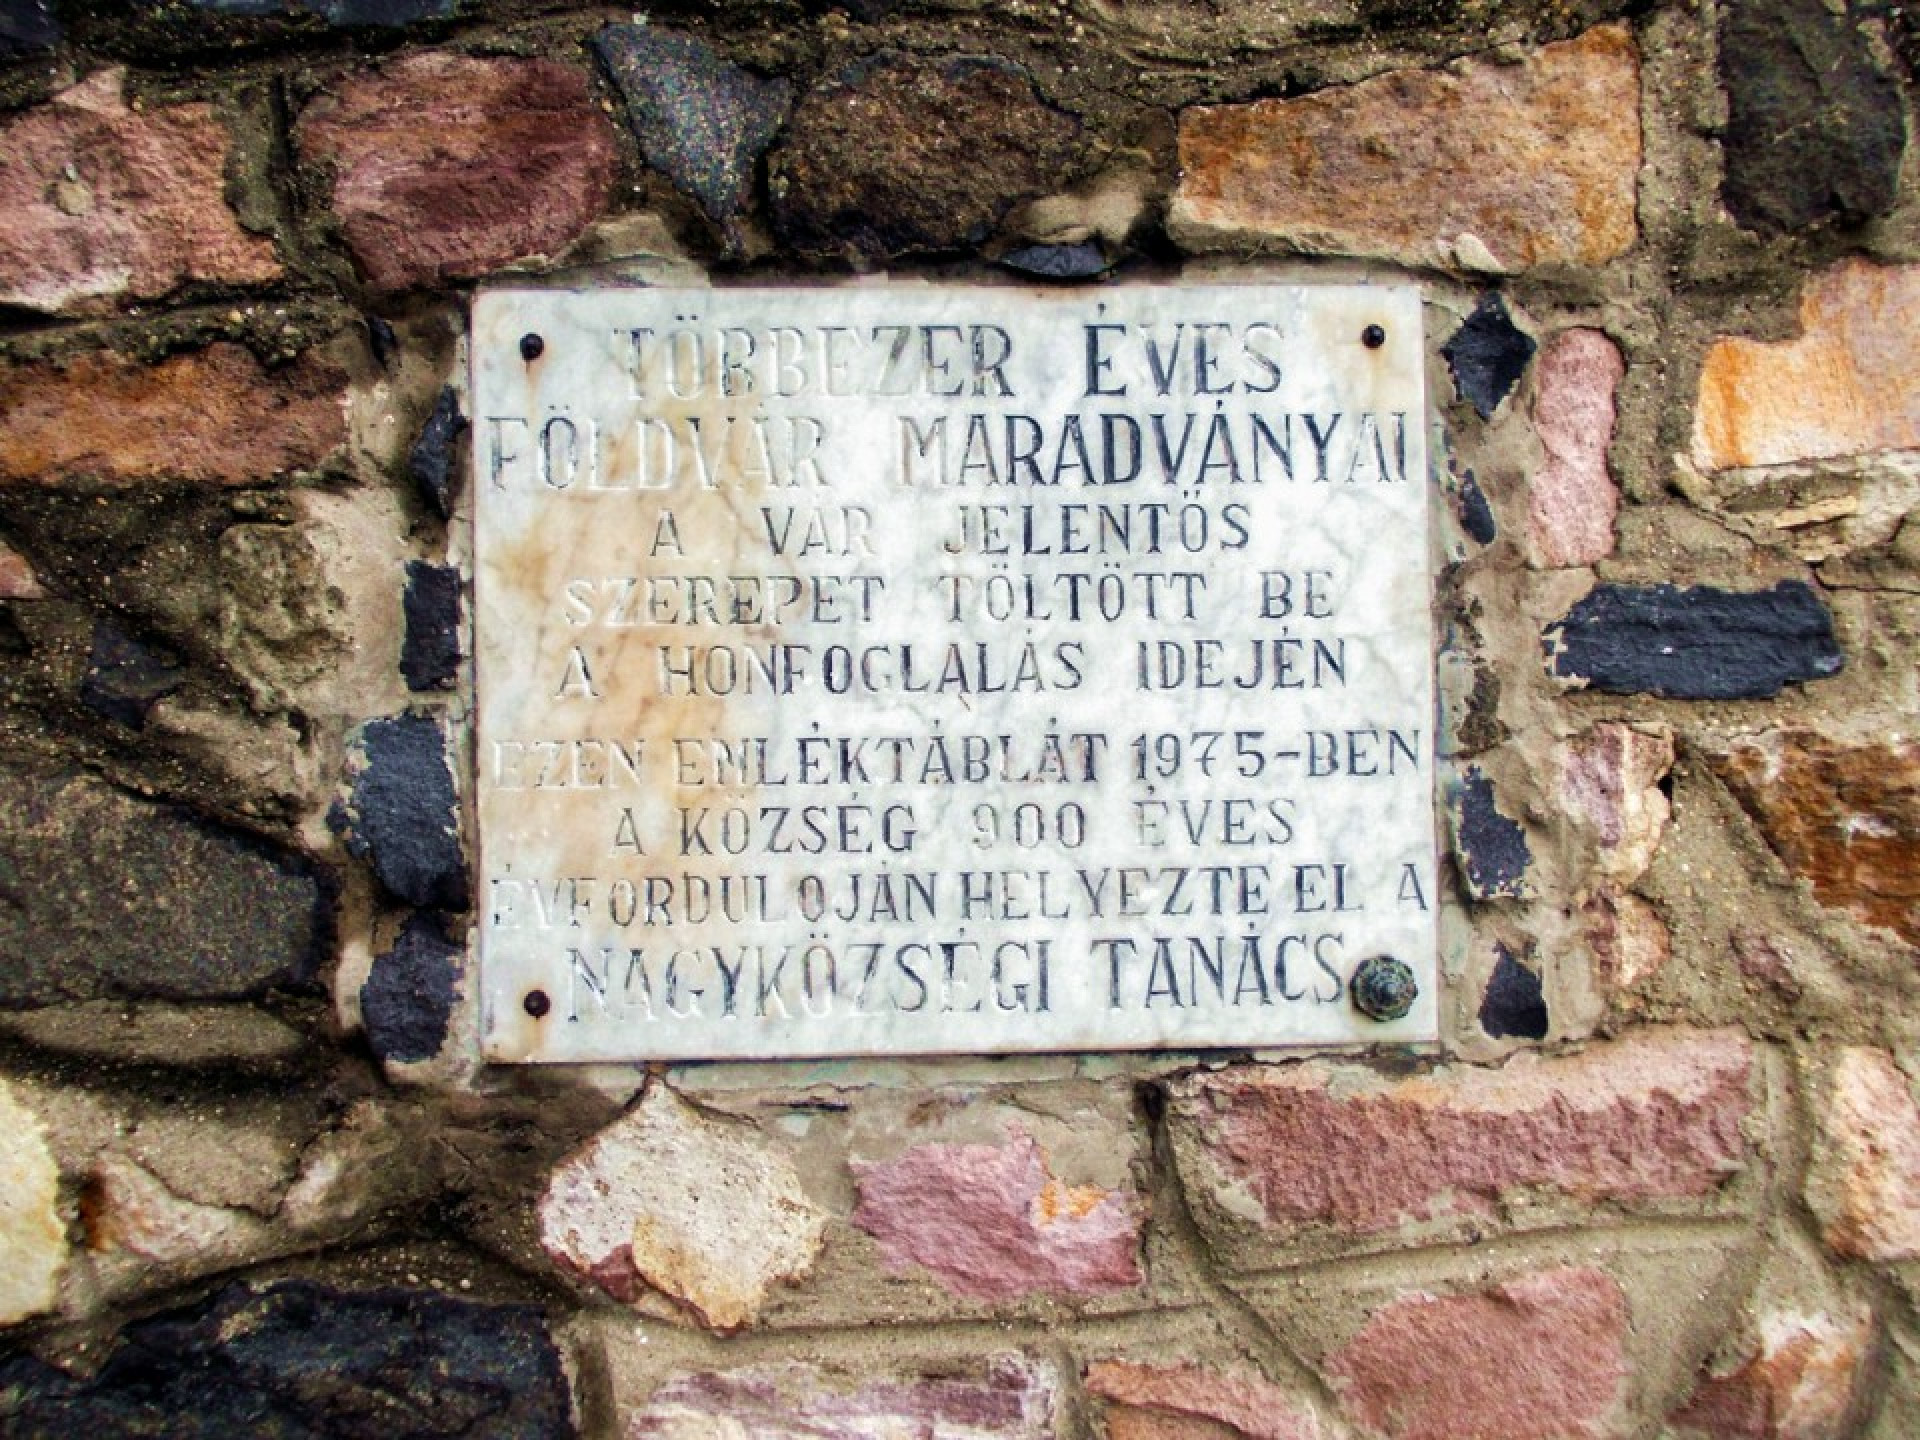 TÖBBEZER ÉVES
FÖLDVÁR MARADVÁNYAI
A VÁR JELENTŐS
SZEREPET TÖLTÖTT BE
A HONFOGLALÁS IDEJÉN
EZEN EMLÉKTÁBLÁT 1975-BEN
A KÖZSÉG 900 ÉVES
ÉVFORDULÓJÁN HELYEZTE EL A
NAGYKÖZSÉGI TANÁCS